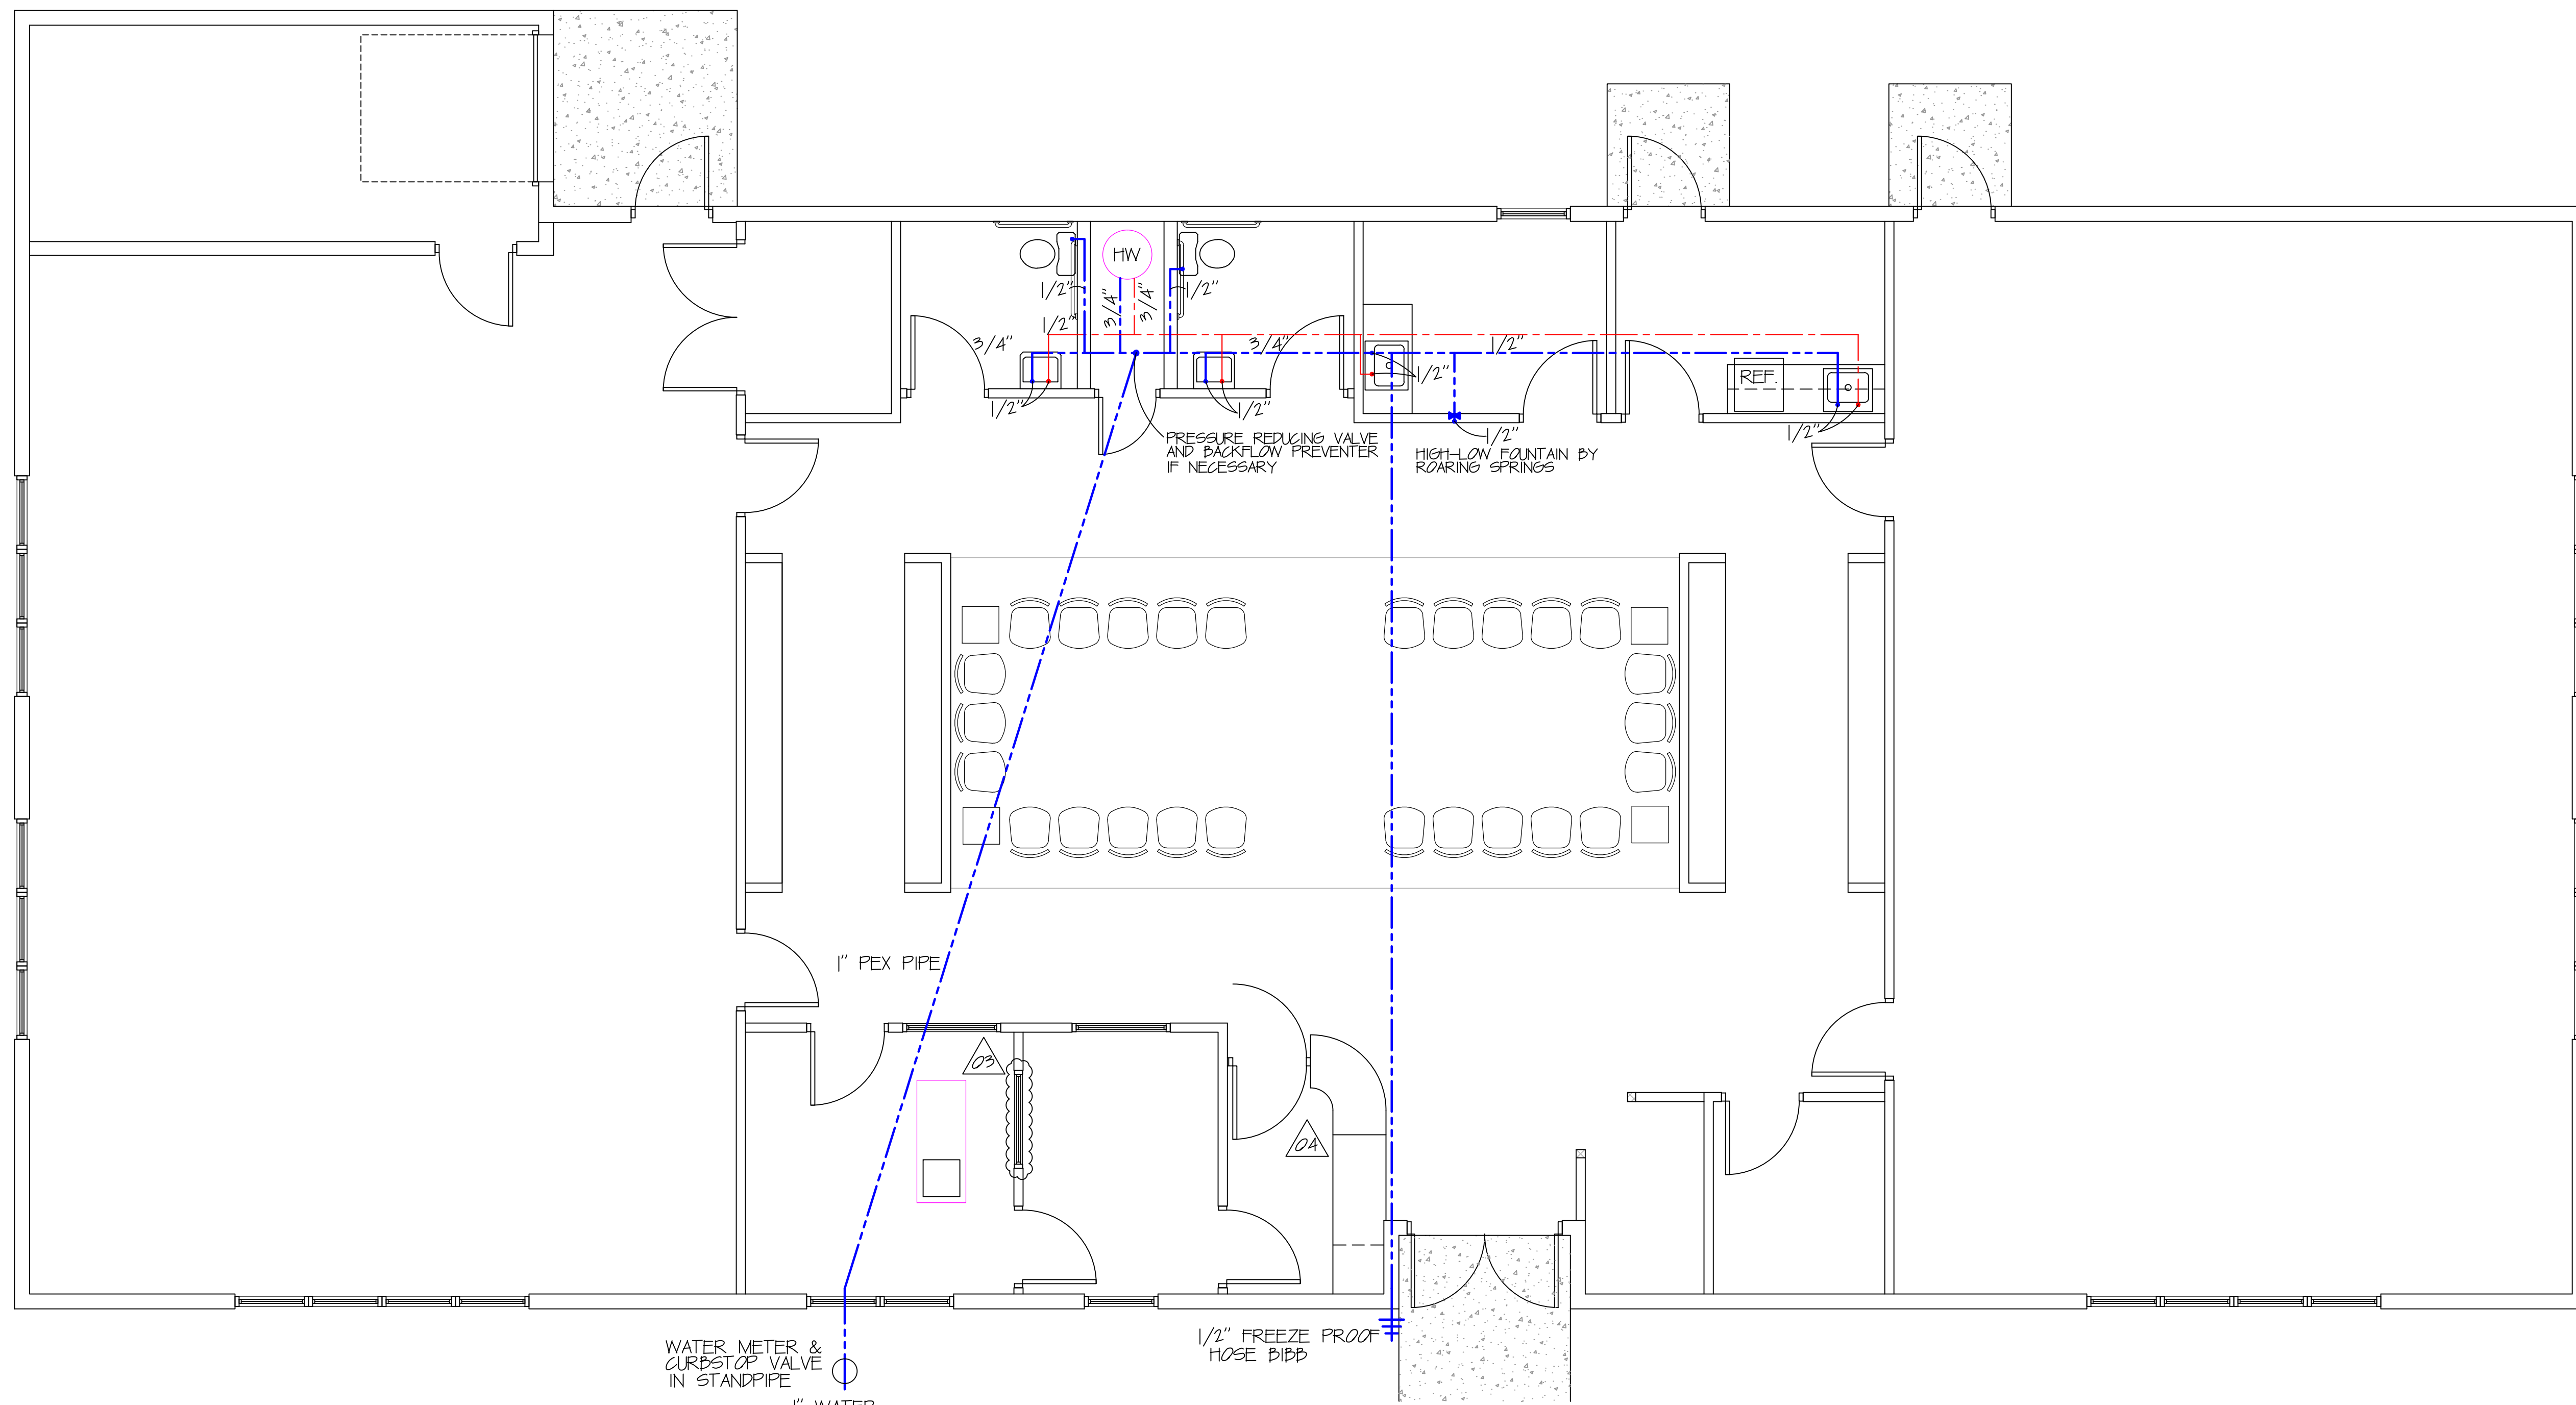 HW
1/2"
3/4"
3/4"
1/2"
1/2"
3/4"
3/4"
1/2"
1/2"
REF.
1/2"
1/2"
1/2"
1/2"
PRESSURE REDUCING VALVE
AND BACKFLOW PREVENTER
IF NECESSARY
HIGH-LOW FOUNTAIN BY
ROARING SPRINGS
1" PEX PIPE
03
04
WATER METER &
CURBSTOP VALVE
IN STANDPIPE
1/2" FREEZE PROOF
HOSE BIBB
1" WATER